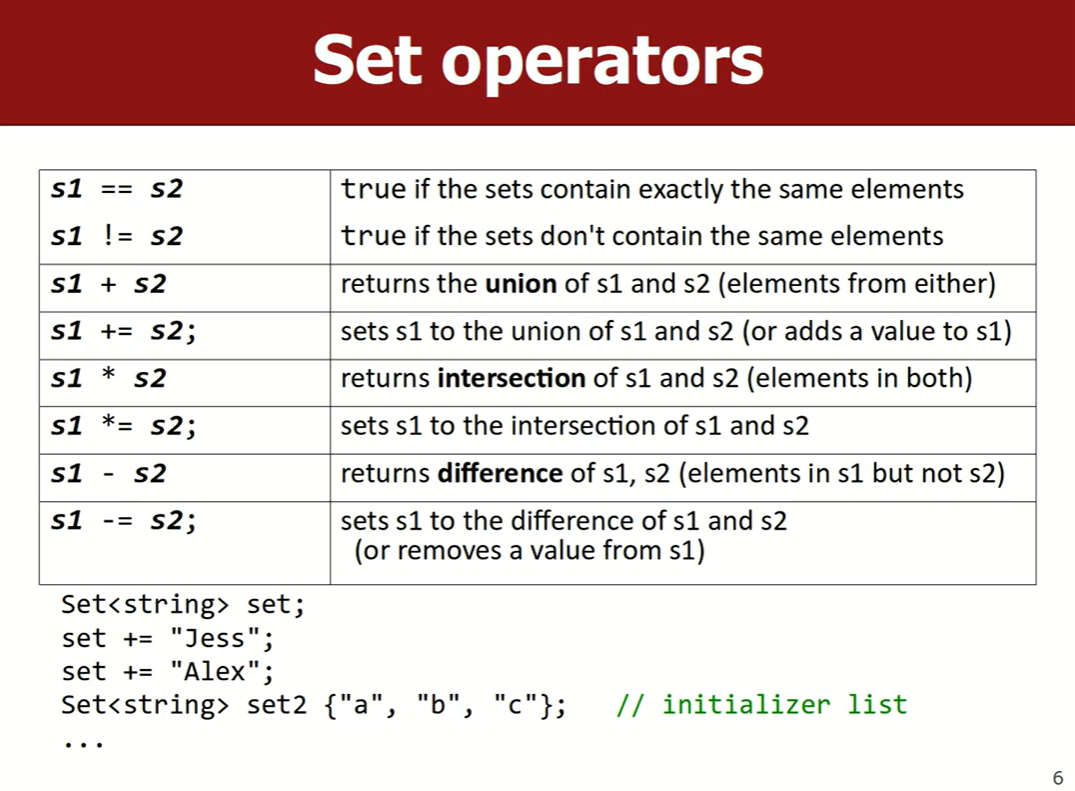 Set operators
s1 == s2 true if the sets contain exactly the same elements
s1 != s2 true if the sets don't contain the same elements
s1 + s2 returns the union of s1 and s2 (elements from either)
s1 += s2; sets s1 to the union of s1 and s2 (or adds a value to s1)
s1 * s2 returns intersection of s1 and s2 (elements in both)
s1 *= s2; sets s1 to the intersection of s1 and s2
s1 - s2 returns difference of s1, s2 (elements in s1 but not s2)
s1 -= s2; sets s1 to the difference of s1 and s2
(or removes a value from s1)
Set<string> set;
set += "Jess";
set += "Alex";
Set<string> set2 {"a", "b", "c"}; // initializer list
...
6